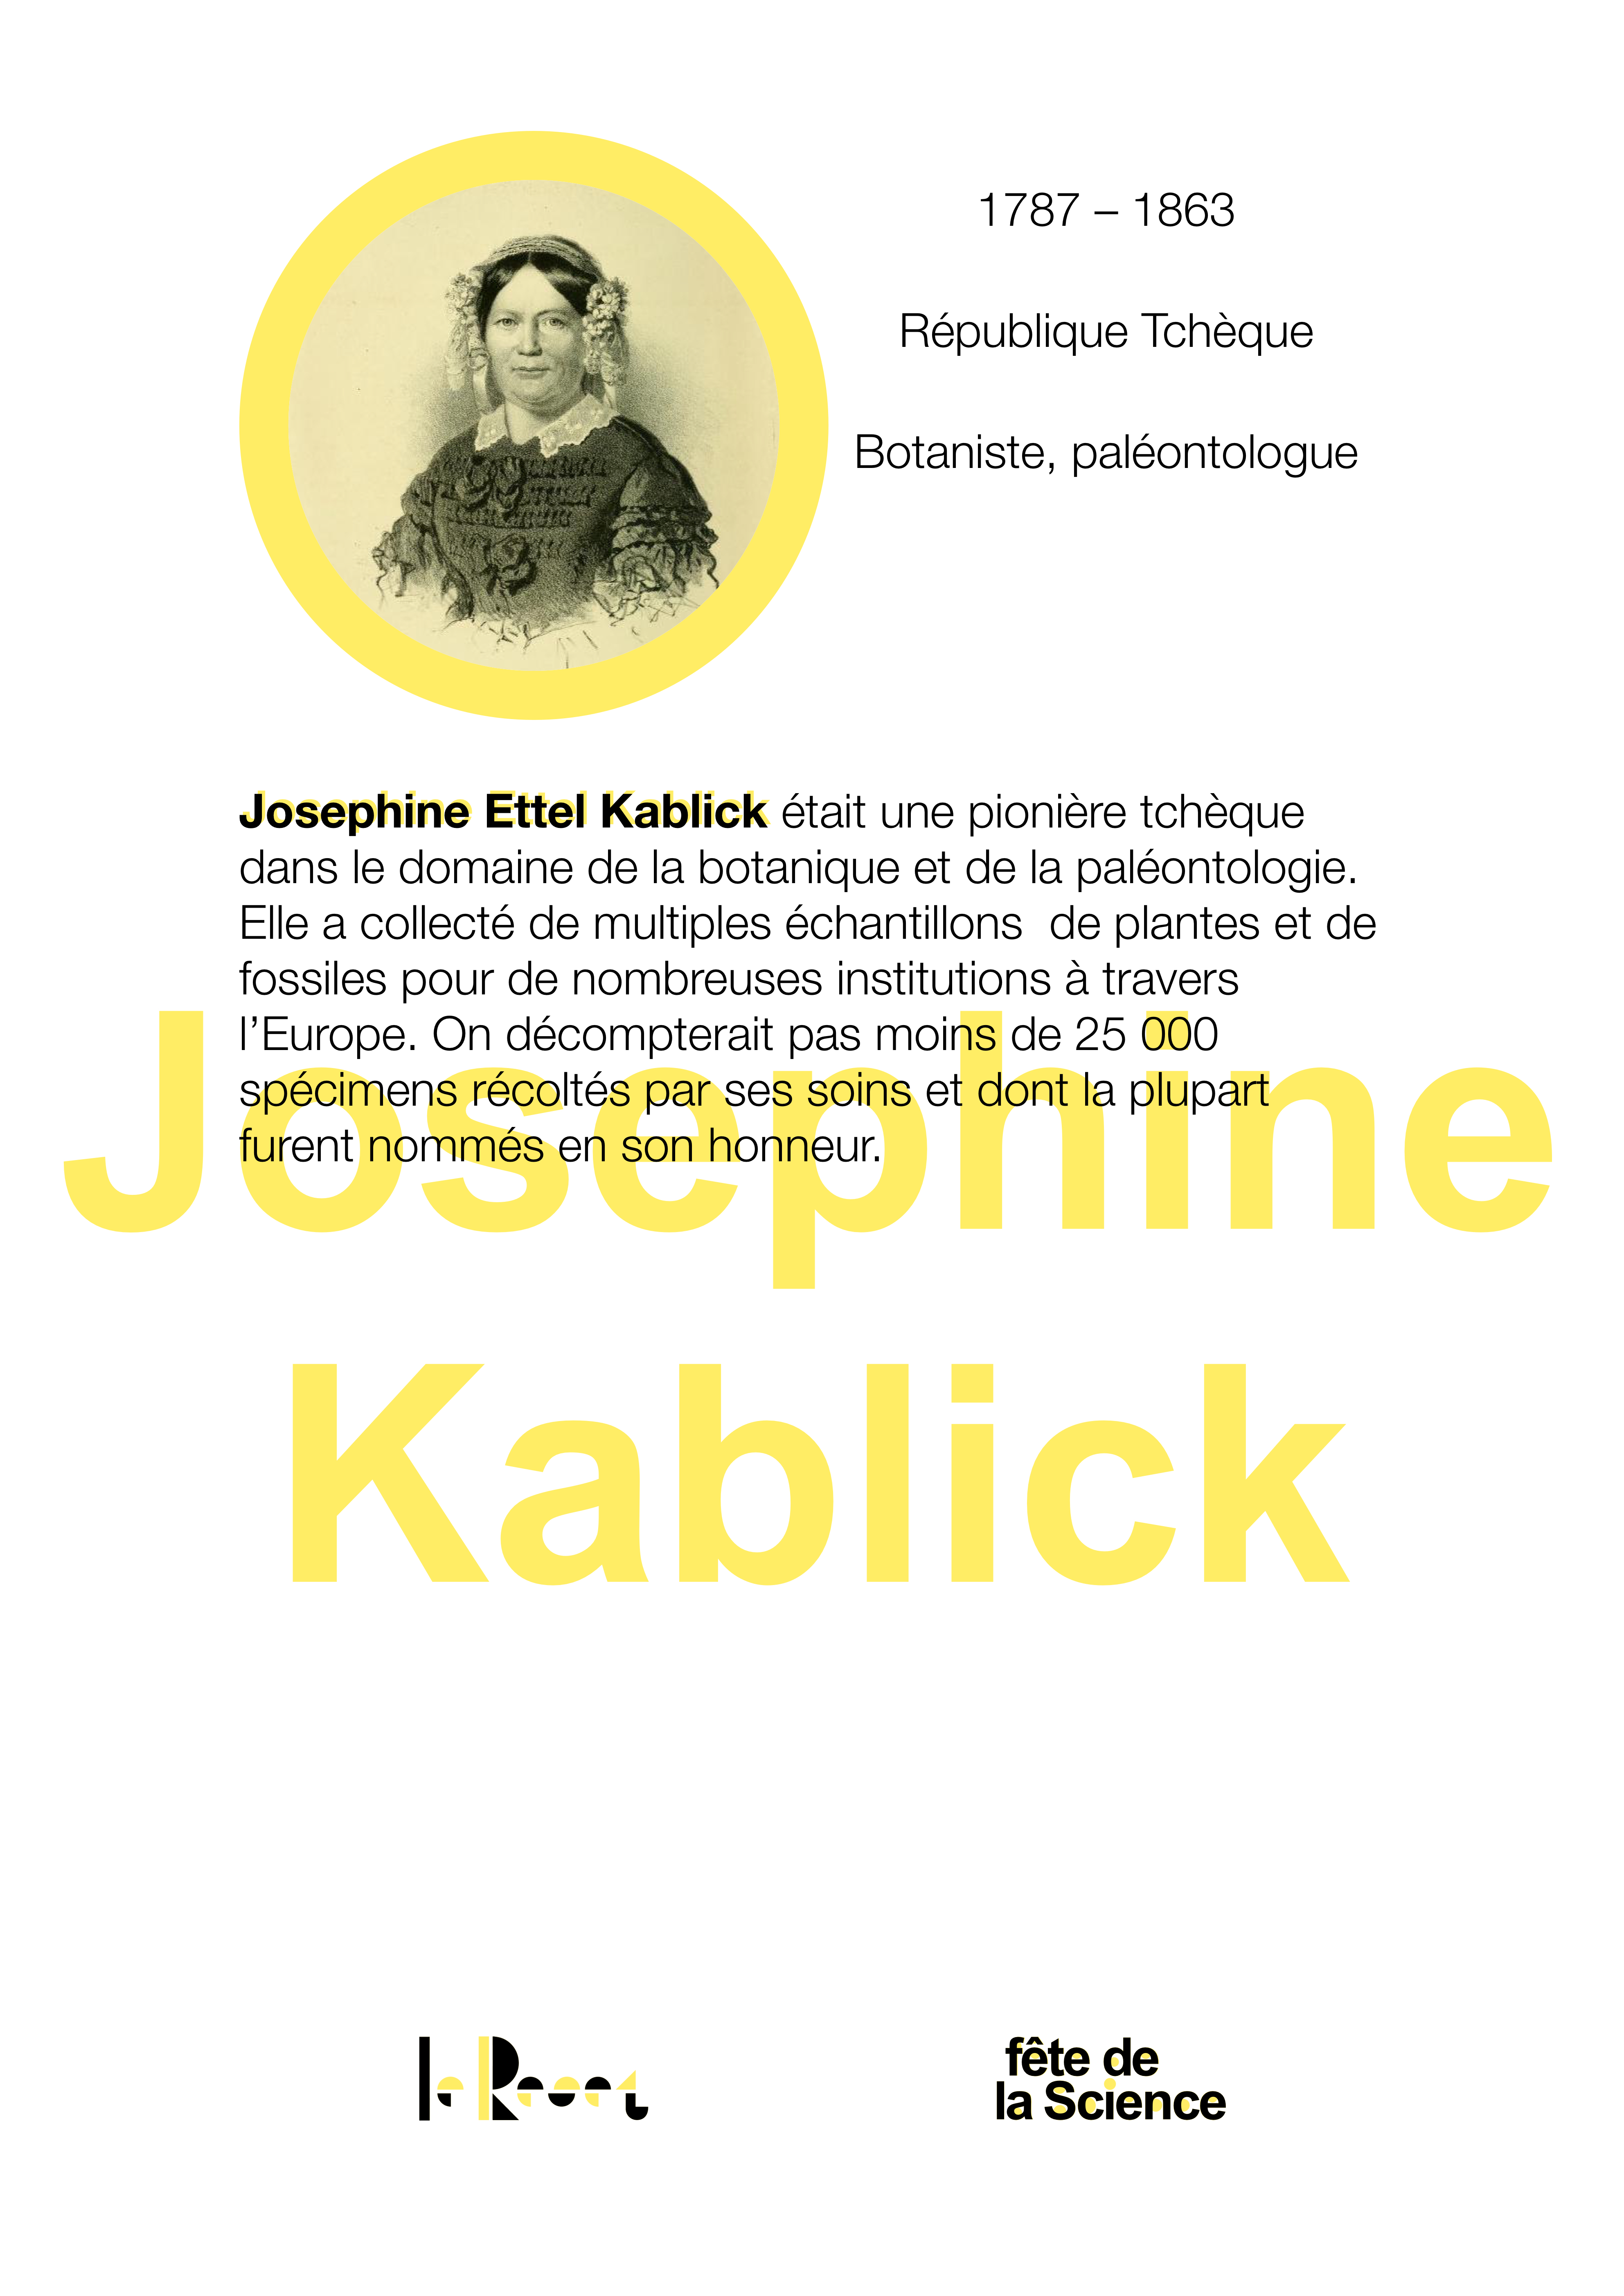 1787 – 1863
République Tchèque
Botaniste, paléontologue
Josephine Ettel Kablick était une pionière tchèque
dans le domaine de la botanique et de la paléontologie.
Elle a collecté de multiples échantillons  de plantes et de
fossiles pour de nombreuses institutions à travers
l’Europe. On décompterait pas moins de 25 000
spécimens récoltés par ses soins et dont la plupart
furent nommés en son honneur.
Josephine
Kablick
le Reset
fête de
la Science